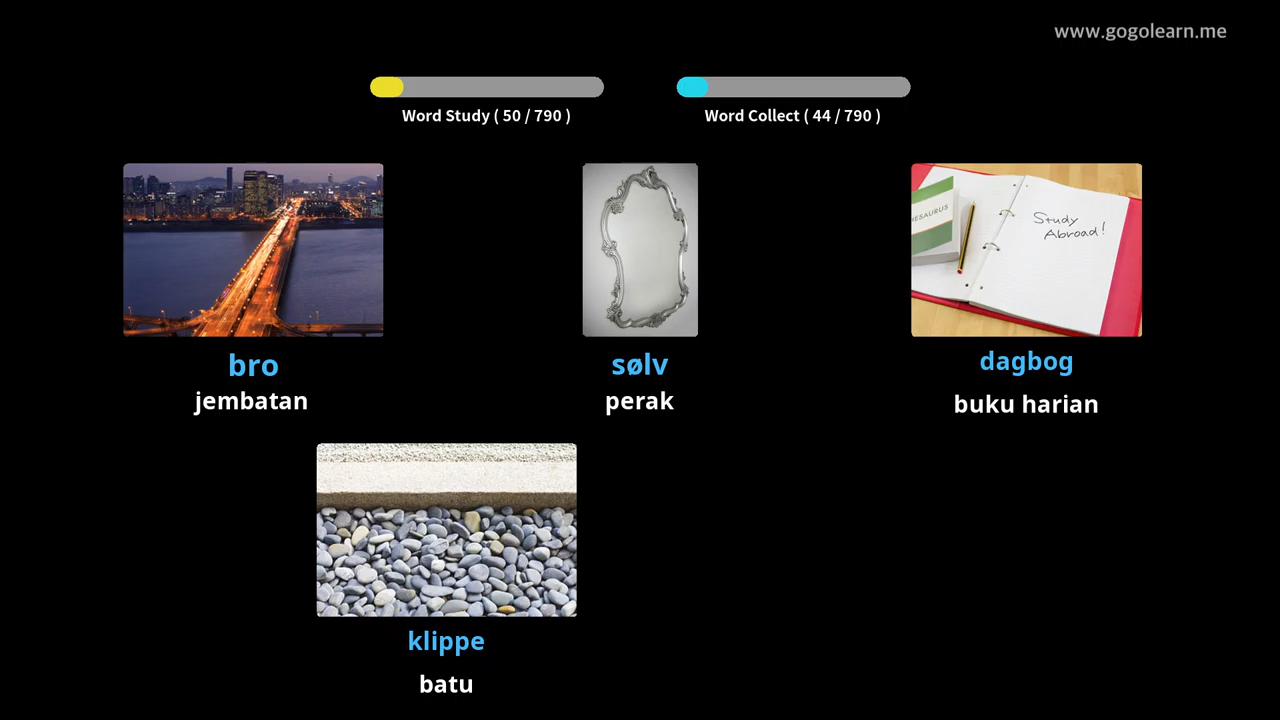 www.gogolearn.me
Word Study ( 50 / 790 )
Word Collect ( 44 / 790 )
HESAURUS
Study
Abroad!
bro
jembatan
sølv
perak
dagbog
buku harian
klippe
batu